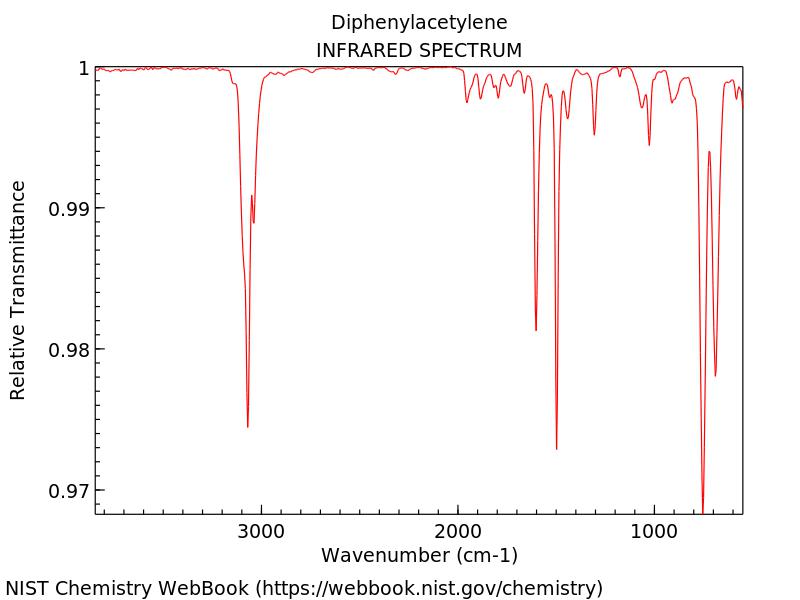 Diphenylacetylene
INFRARED SPECTRUM
1
0.99
0.98
0.97
Relative Transmittance
3000 2000 1000
Wavenumber (cm-1)
NIST Chemistry WebBook (https://webbook.nist.gov/chemistry)